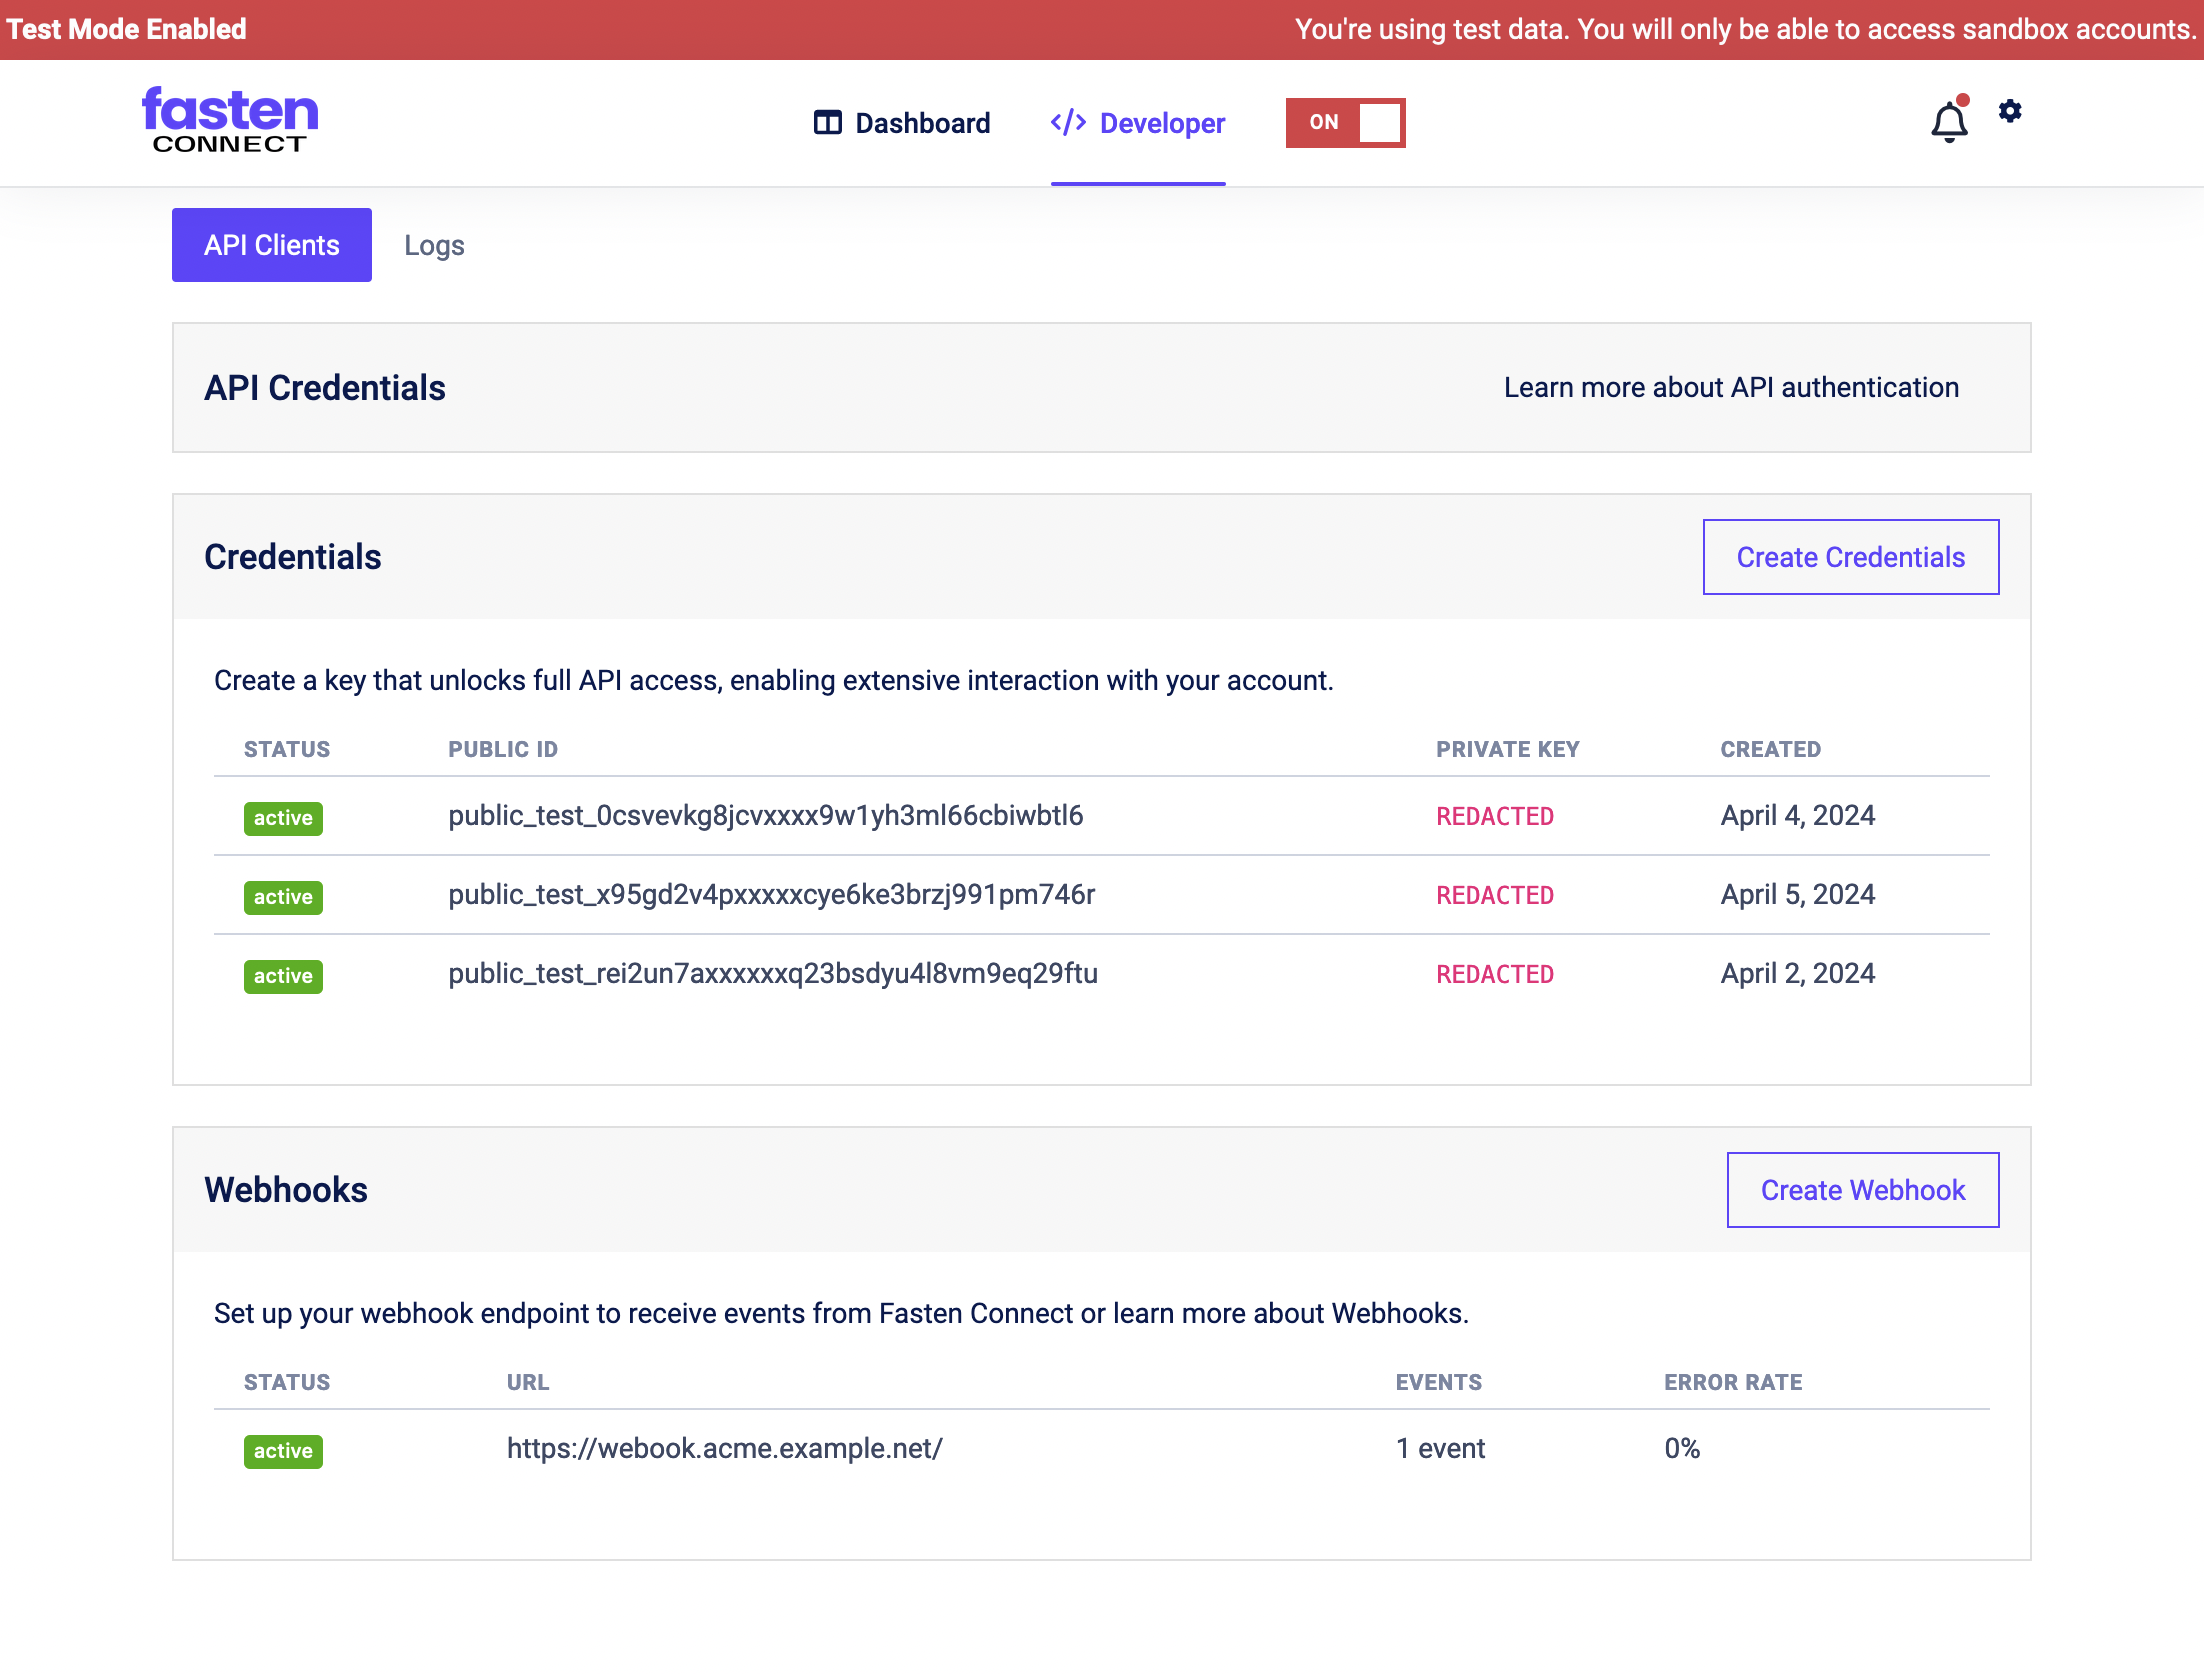 Test Mode Enabled You're using test data. You will only be able to access sandbox accounts.
fasten
CONNECT
Dashboard Developer ON
API Clients Logs
API Credentials Learn more about API authentication
Credentials Create Credentials
Create a key that unlocks full API access, enabling extensive interaction with your account.
STATUS PUBLIC ID PRIVATE KEY CREATED
active public_test_0csvevkg8jcvxxxx9w1yh3ml66cbiwbtl6 REDACTED April 4, 2024
active public_test_x95gd2v4pxxxxxcye6ke3brzj991pm746r REDACTED April 5, 2024
active public_test_rei2un7axxxxxxq23bsdyu4l8vm9eq29ftu REDACTED April 2, 2024
Webhooks Create Webhook
Set up your webhook endpoint to receive events from Fasten Connect or learn more about Webhooks.
STATUS URL EVENTS ERROR RATE
active https://webook.acme.example.net/ 1 event 0%